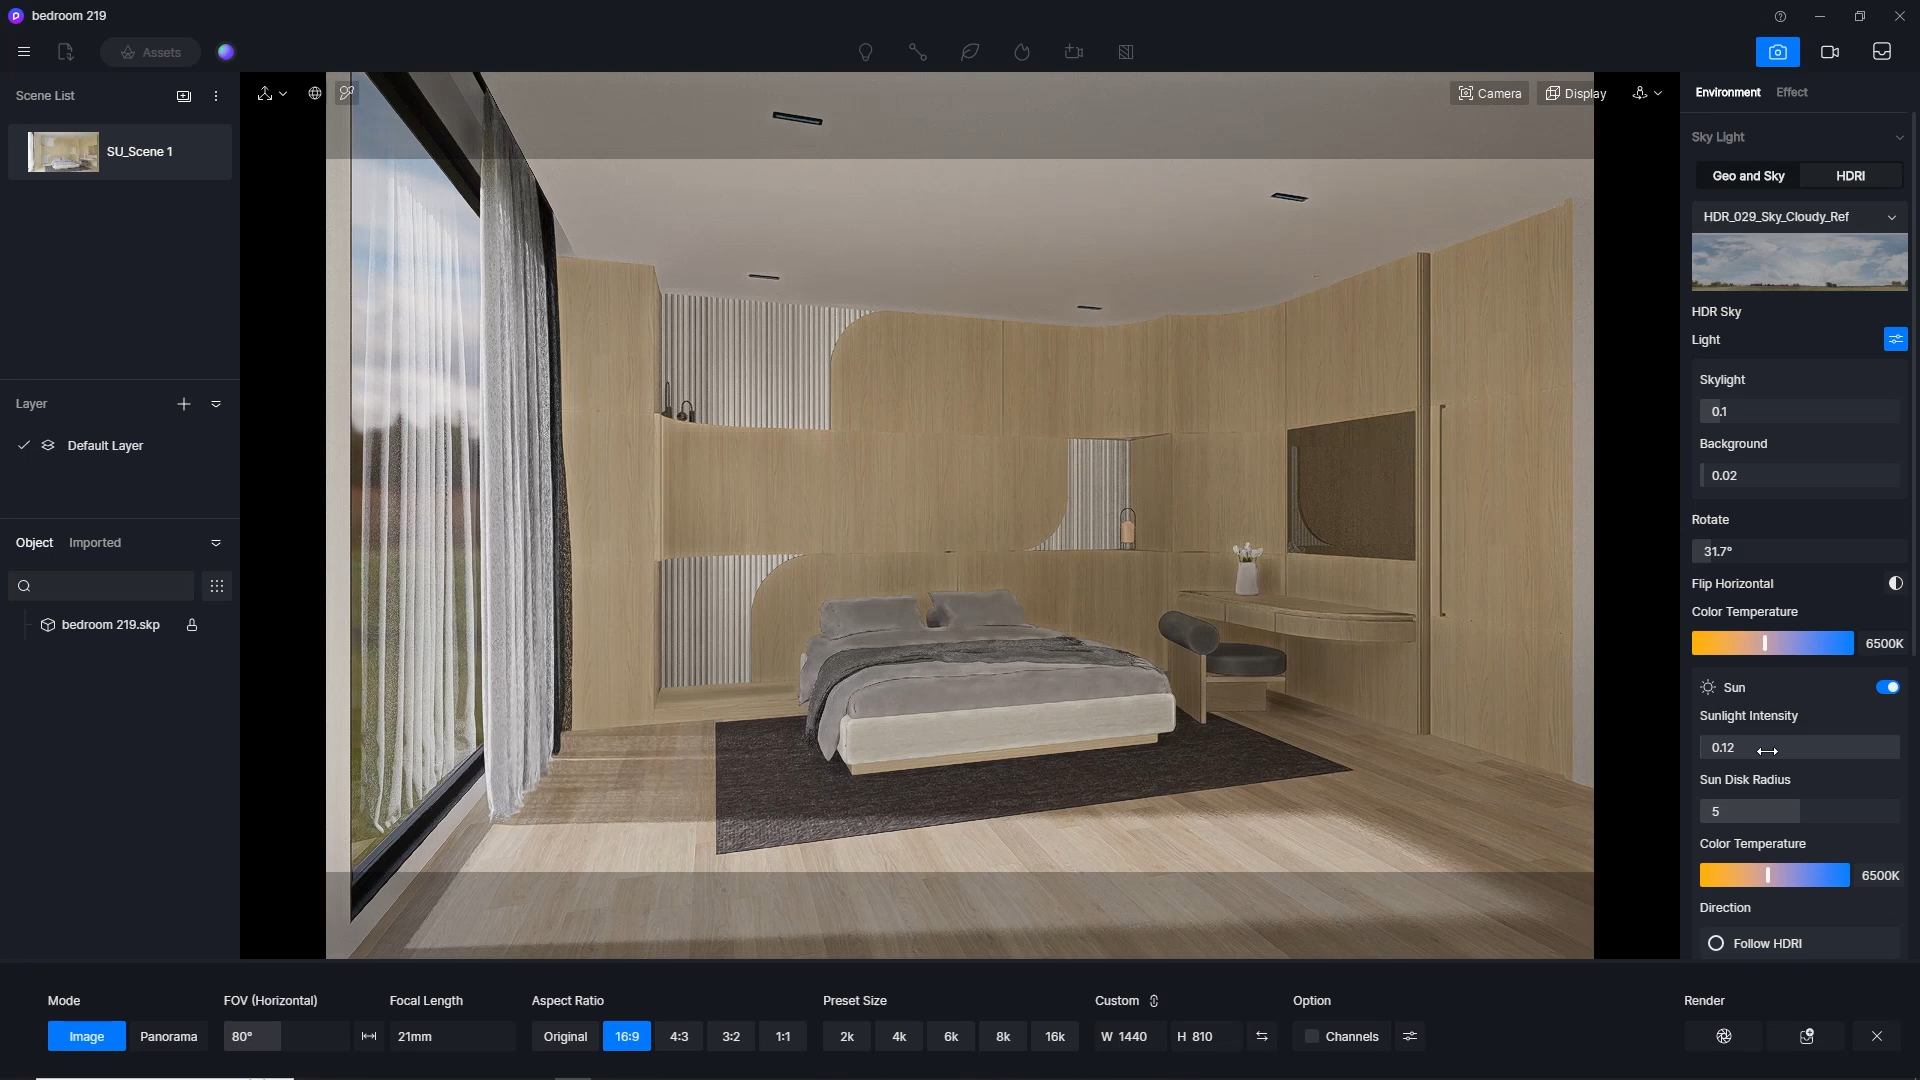 bedroom 219
Assets
Scene List
SU_Scene 1
Layer
Default Layer
Object Imported
bedroom 219.skp
Camera
Display
Environment Effect
Sky Light
Geo and Sky HDRI
HDR_029_Sky_Cloudy_Ref
HDR Sky
Light
Skylight
0.1
Background
0.02
Rotate
31.7°
Flip Horizontal
Color Temperature
6500K
Sun
Sunlight Intensity
0.12
Sun Disk Radius
5
Color Temperature
6500K
Direction
Follow HDRI
Mode FOV (Horizontal) Focal Length Aspect Ratio Preset Size Custom Option Render
Image Panorama 80° 21mm Original 16:9 4:3 3:2 1:1 2k 4k 6k 8k 16k W 1440 H 810 Channels